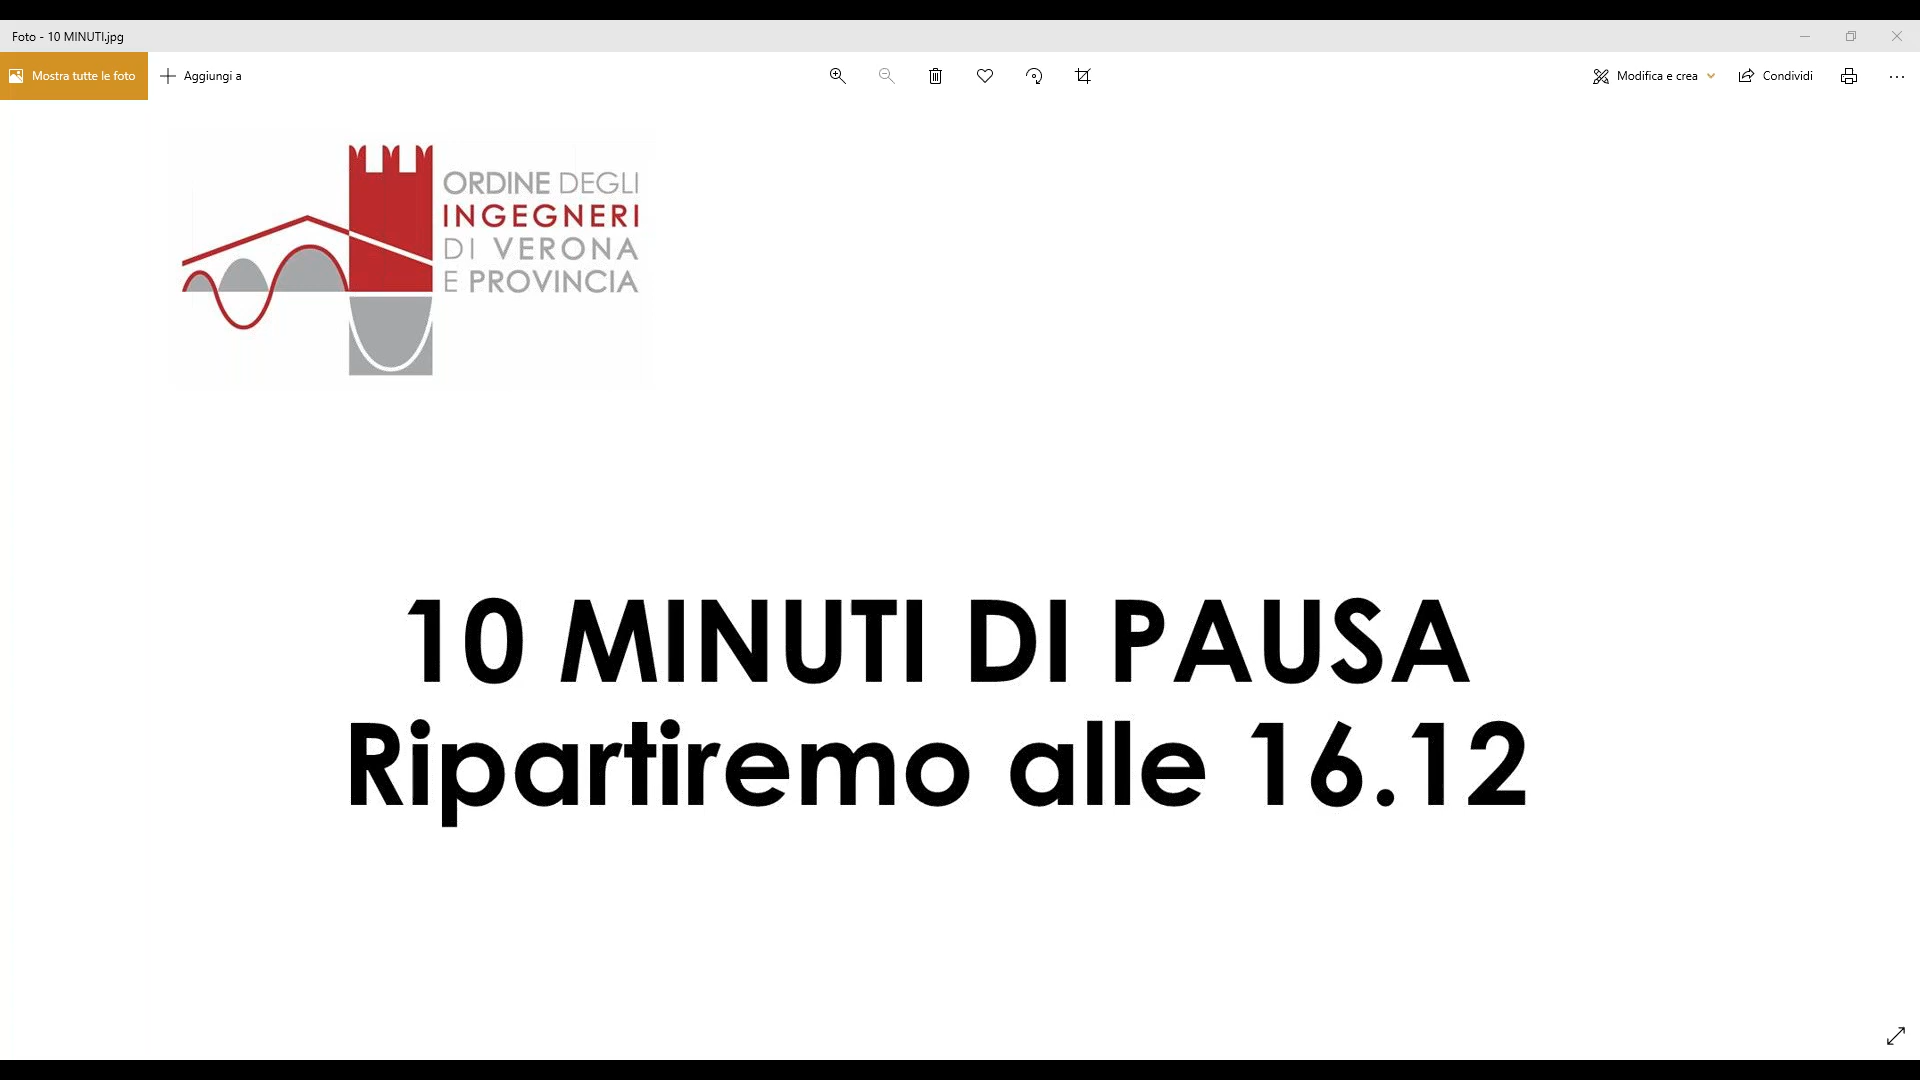 Foto - 10 MINUTI.jpg
Mostra tutte le foto
Aggiungi a
Modifica e crea
Condividi
ORDINE DEGLI
INGEGNERI
DI VERONA
E PROVINCIA
10 MINUTI DI PAUSA
Ripartiremo alle 16.12